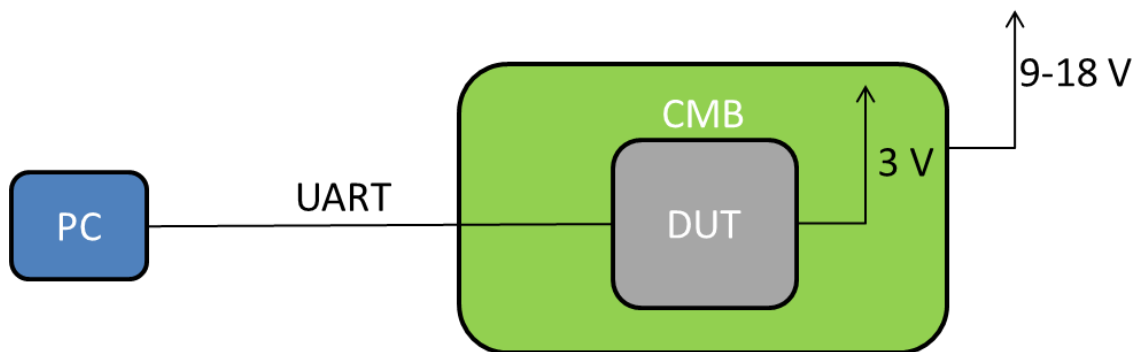 9-18 V
CMB
3 V
UART
PC
DUT